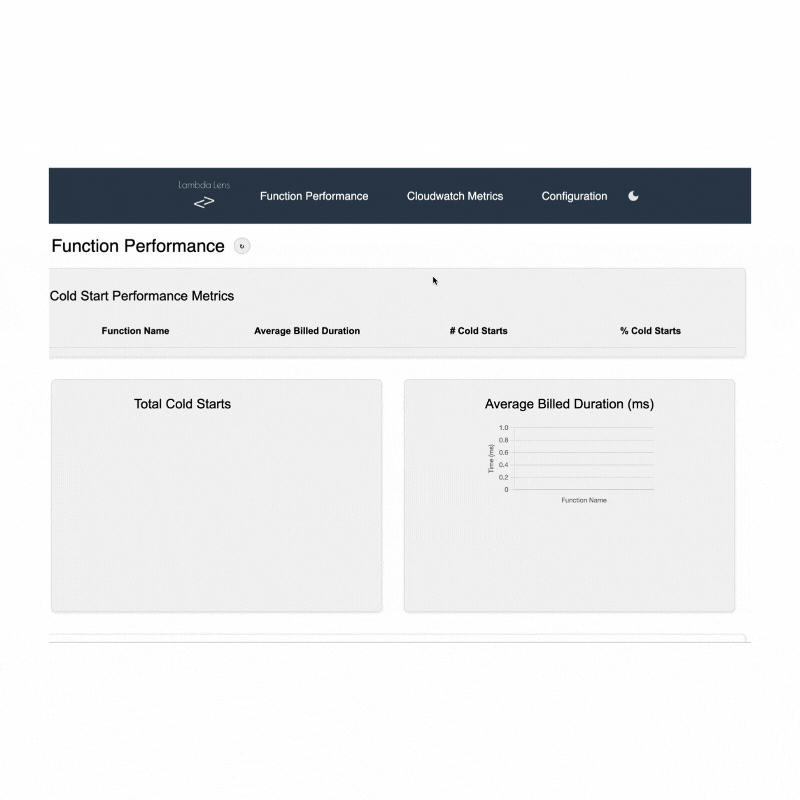 Lambda Lens
<>
Function Performance
Cloudwatch Metrics
Configuration
Function Performance
↻
Cold Start Performance Metrics
Function Name
Average Billed Duration
# Cold Starts
% Cold Starts
Total Cold Starts
Average Billed Duration (ms)
1.0
0.8
0.6
0.4
0.2
0
Time (ms)
Function Name